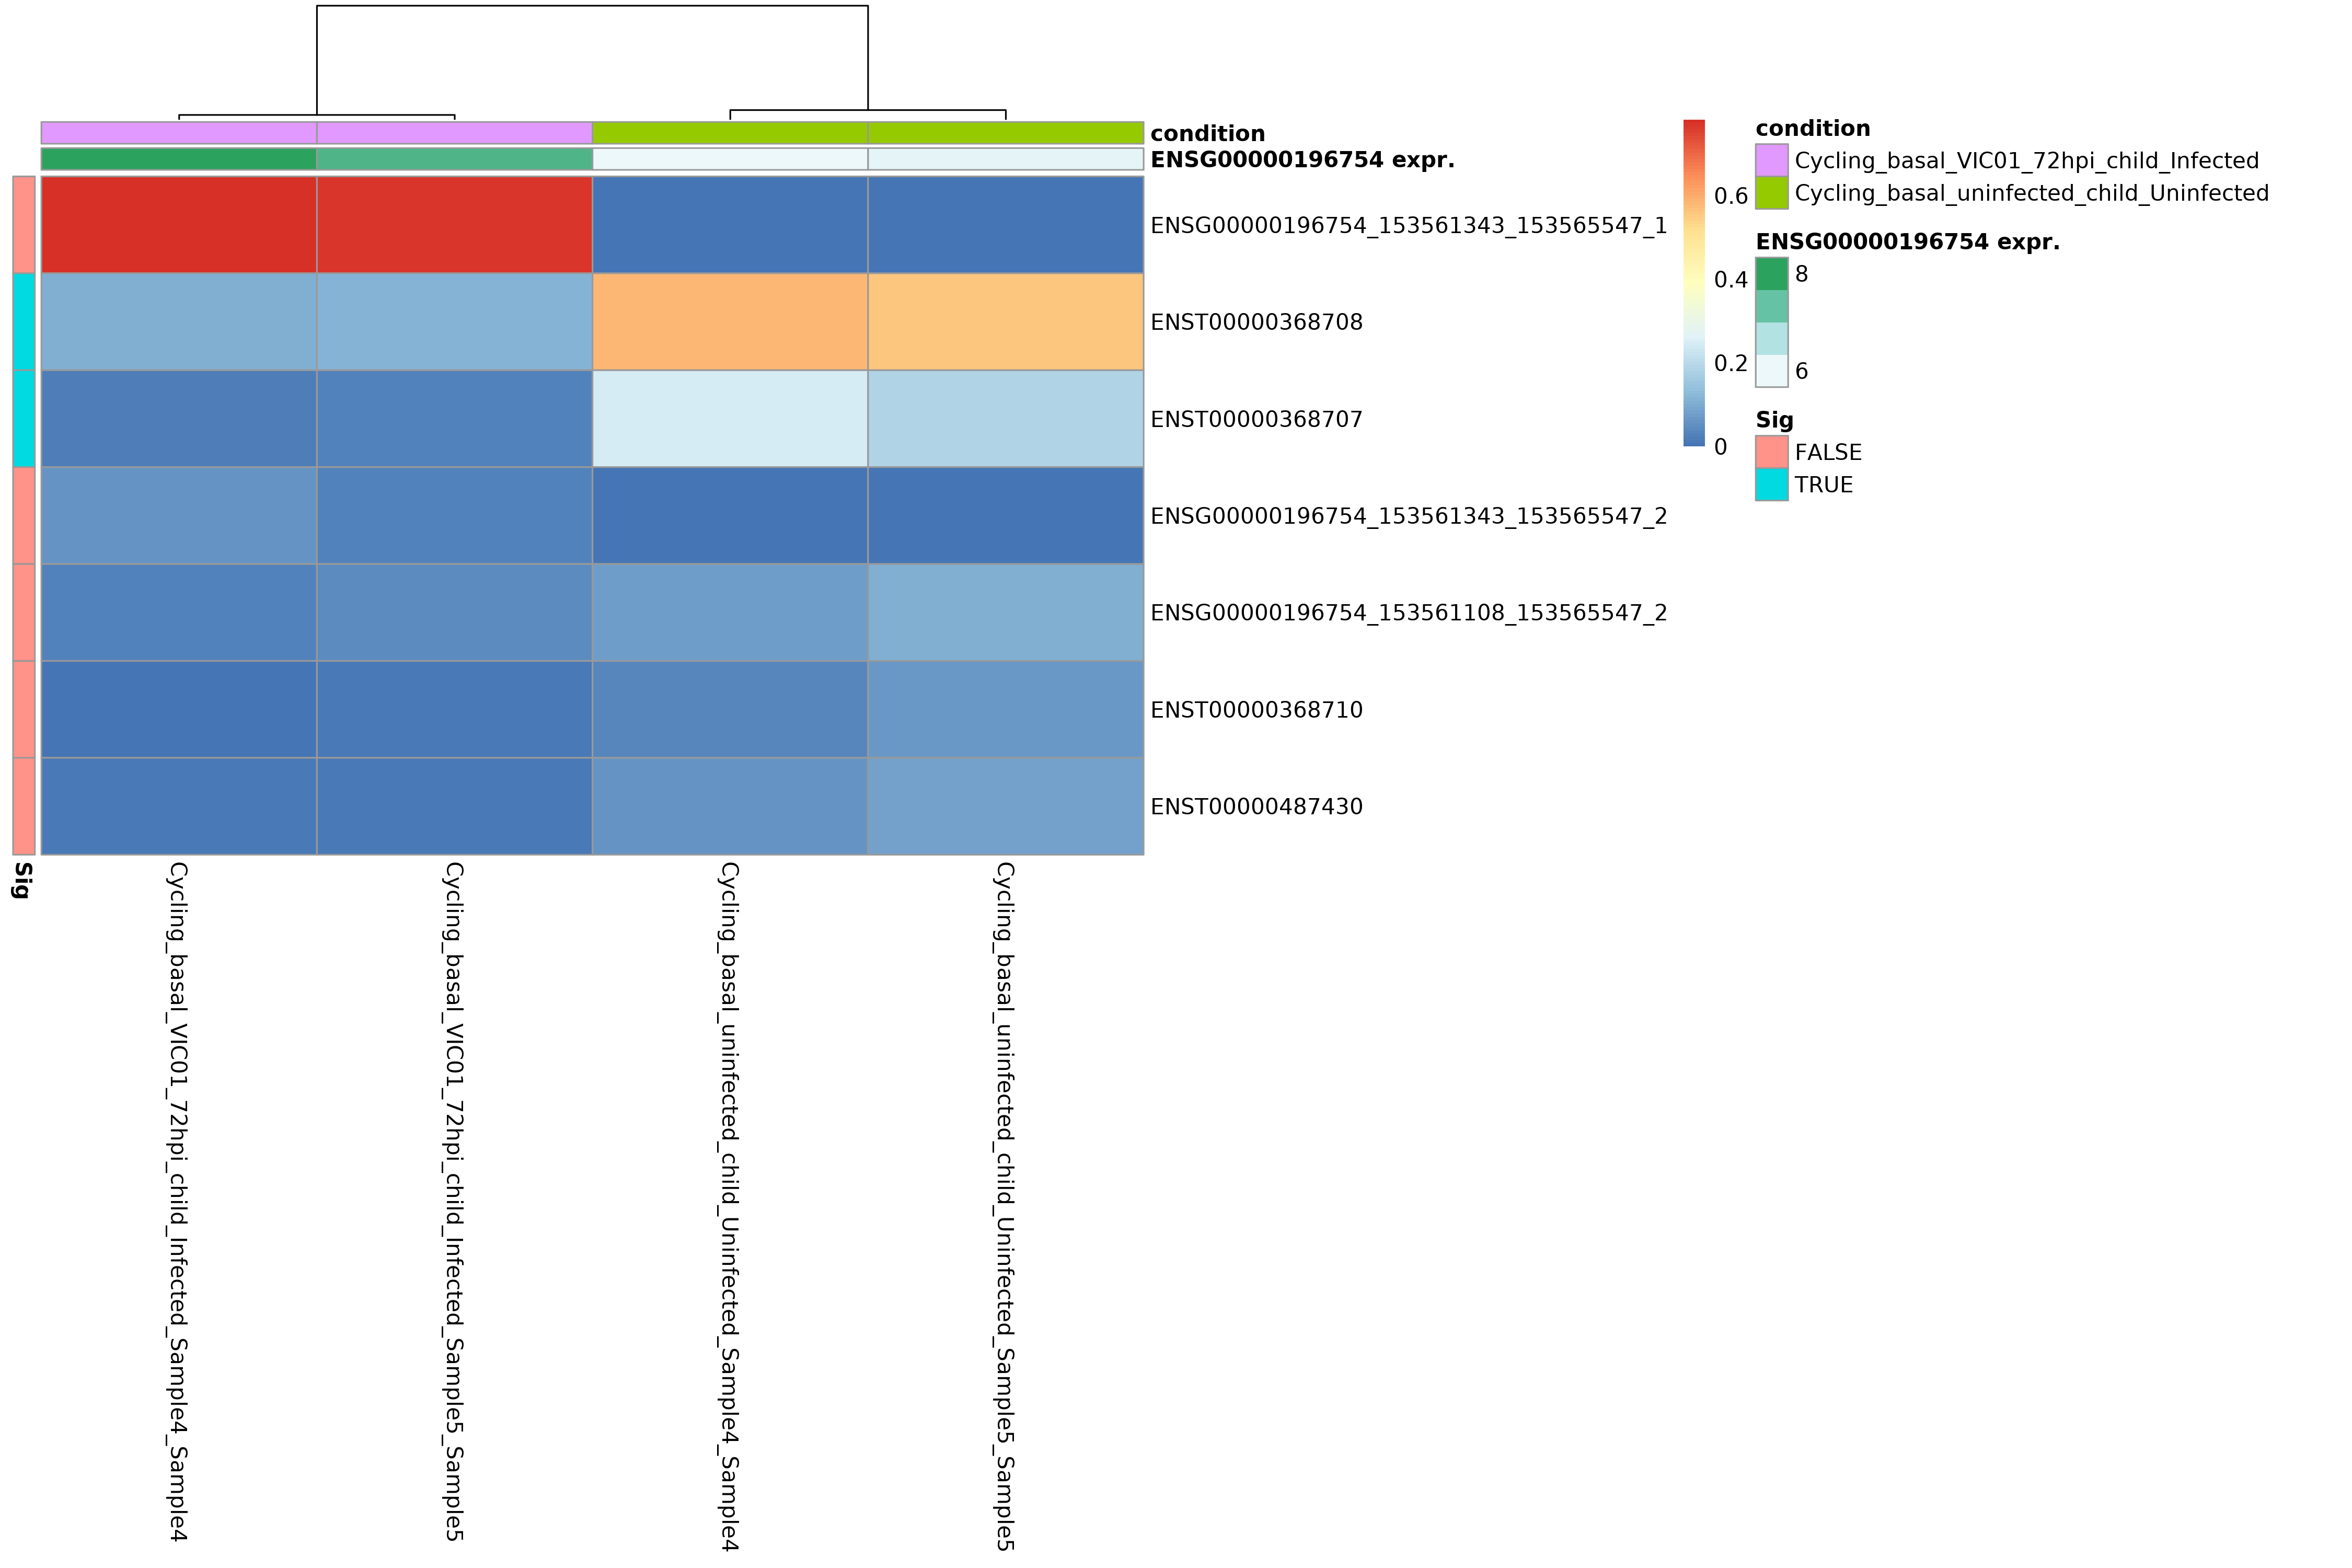 condition
ENSG00000196754 expr.
ENSG00000196754_153561343_153565547_1
ENST00000368708
ENST00000368707
ENSG00000196754_153561343_153565547_2
ENSG00000196754_153561108_153565547_2
ENST00000368710
ENST00000487430
Sig
Cycling_basal_VIC01_72hpi_child_Infected_Sample4_Sample4
Cycling_basal_VIC01_72hpi_child_Infected_Sample5_Sample5
Cycling_basal_uninfected_child_Uninfected_Sample4_Sample4
Cycling_basal_uninfected_child_Uninfected_Sample5_Sample5
0.6
0.4
0.2
0
condition
Cycling_basal_VIC01_72hpi_child_Infected
Cycling_basal_uninfected_child_Uninfected
ENSG00000196754 expr.
8
6
Sig
FALSE
TRUE